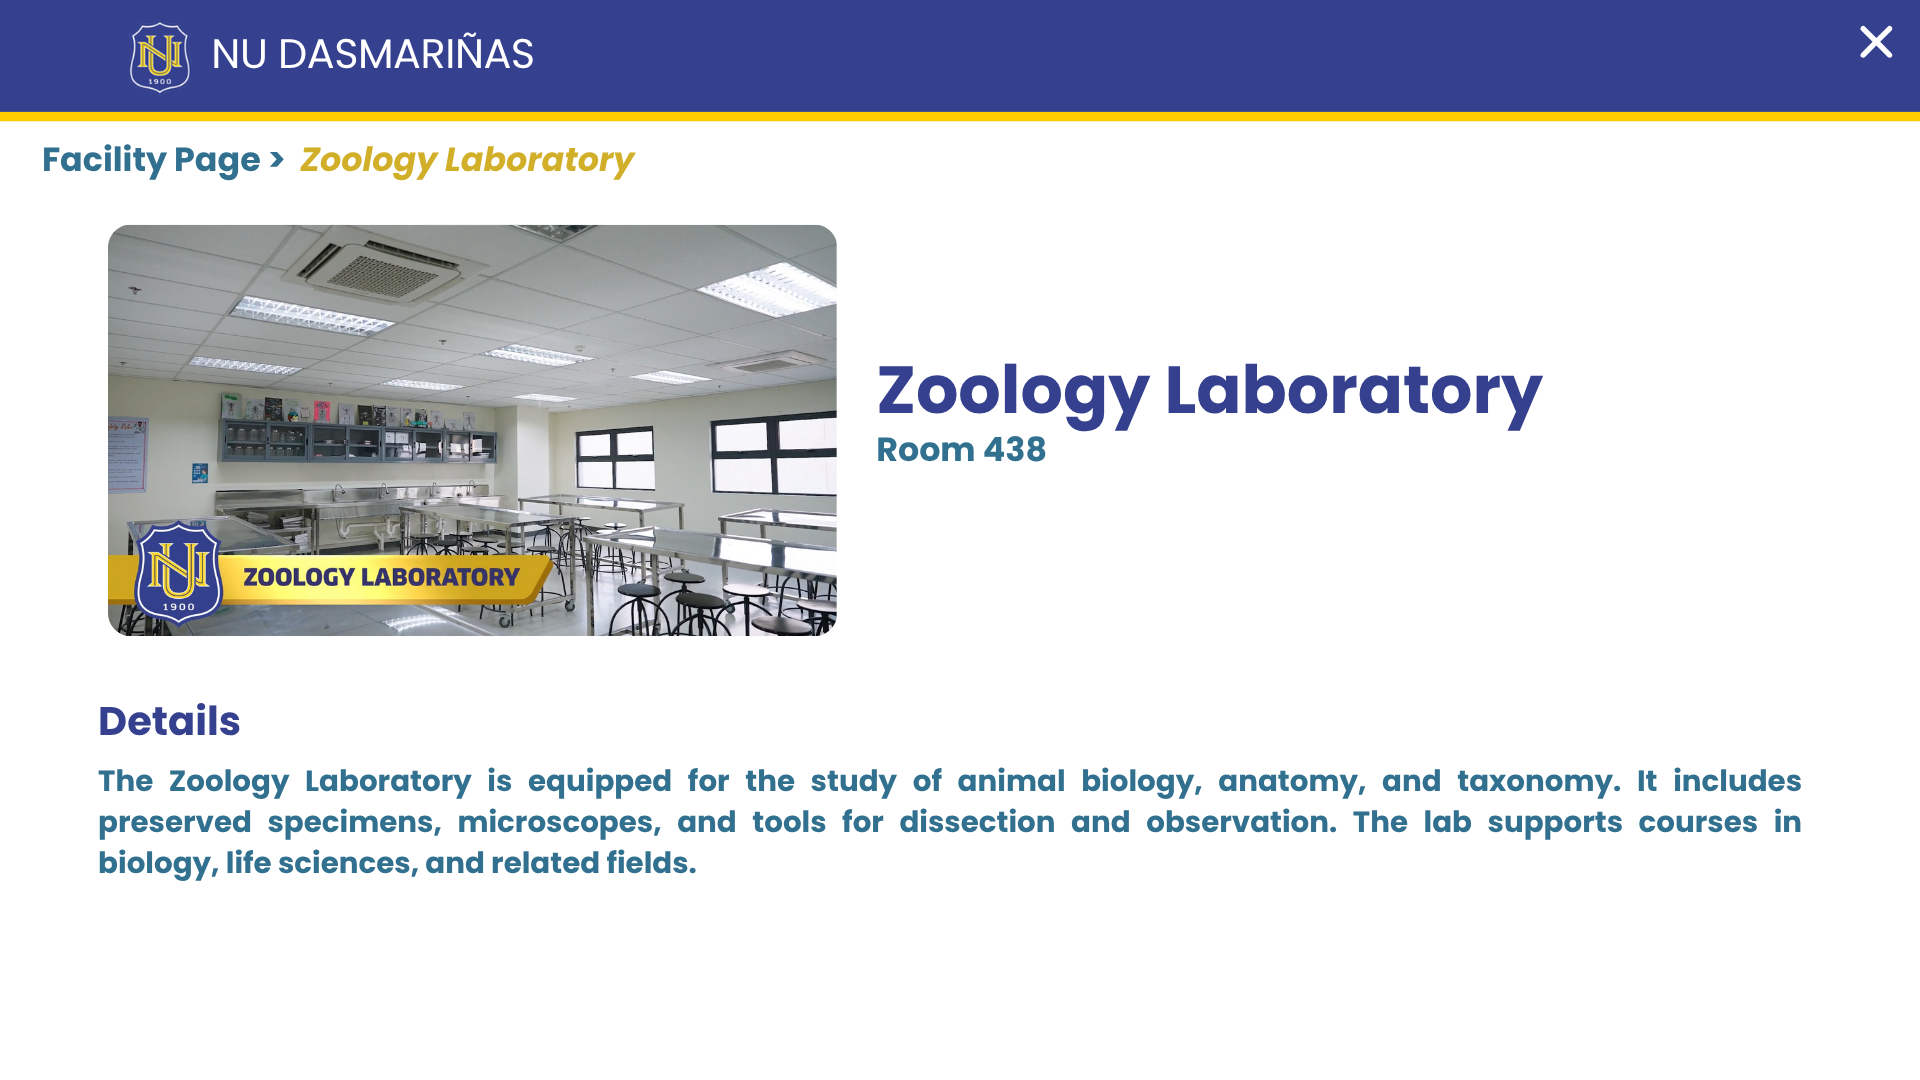 NU
1900
NU DASMARIÑAS
Facility Page > Zoology Laboratory
NU
1900
ZOOLOGY LABORATORY
Zoology Laboratory
Room 438
Details
The Zoology Laboratory is equipped for the study of animal biology, anatomy, and taxonomy. It includes
preserved specimens, microscopes, and tools for dissection and observation. The lab supports courses in
biology, life sciences, and related fields.